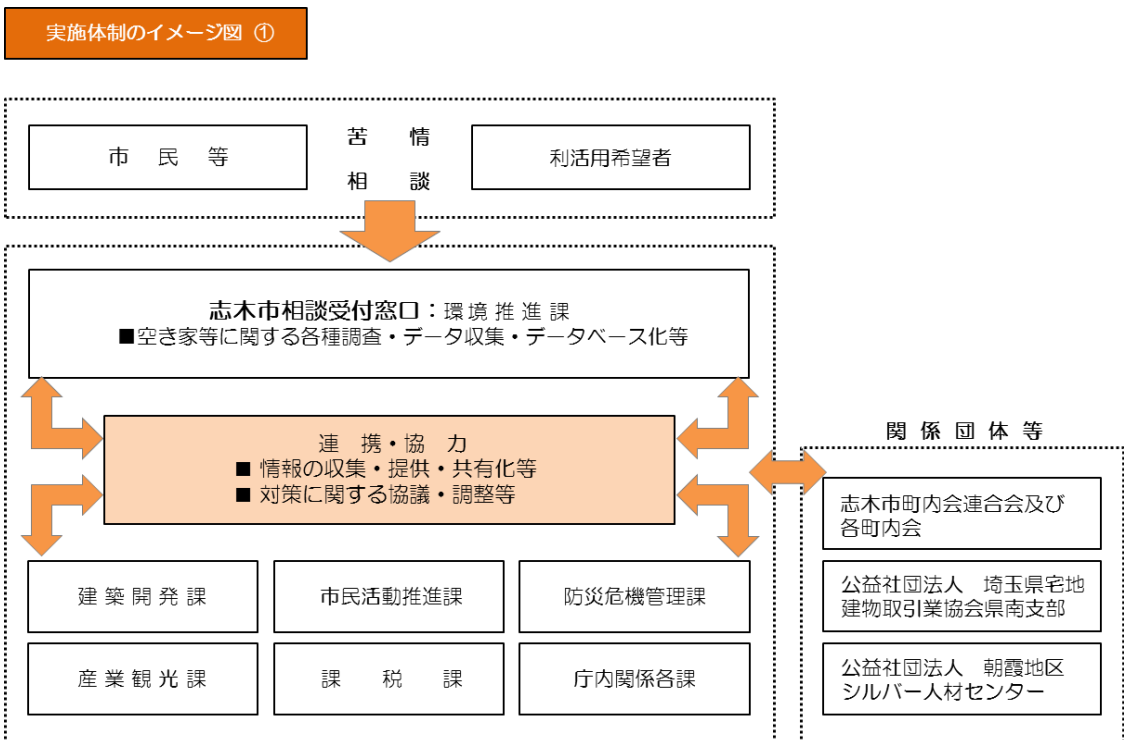 実施体制のイメージ図 ①
市 民 等
苦 情
相 談
利活用希望者
志木市相談受付窓口：環境推進課
■空き家等に関する各種調査・データ収集・データベース化等
連 携・協 力
■ 情報の収集・提供・共有化等
■ 対策に関する協議・調整等
関係団体等
志木市町内会連合会及び
各町内会
公益社団法人 埼玉県宅地
建物取引業協会県南支部
公益社団法人 朝霞地区
シルバー人材センター
建築開発課
市民活動推進課
防災危機管理課
産業観光課
課 税 課
庁内関係各課